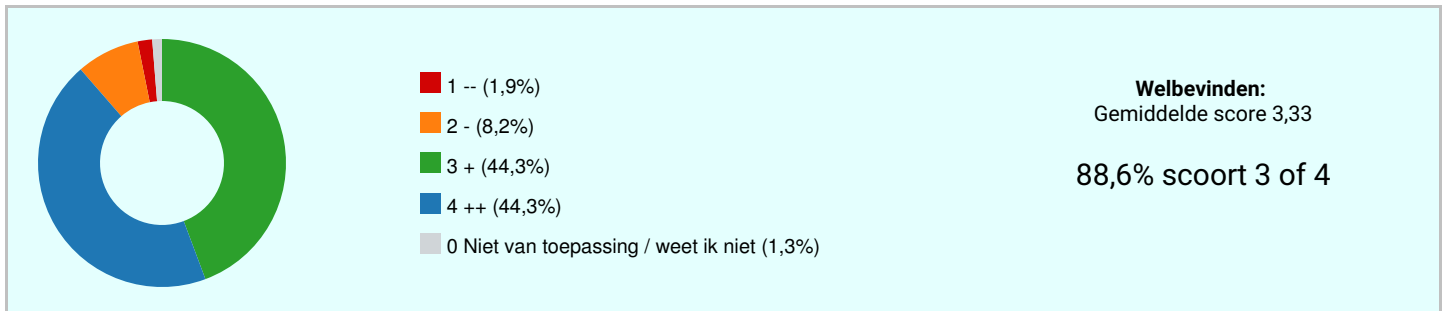 1 -- (1,9%)
2 - (8,2%)
3 + (44,3%)
4 ++ (44,3%)
0 Niet van toepassing / weet ik niet (1,3%)
Welbevinden:
Gemiddelde score 3,33
88,6% scoort 3 of 4